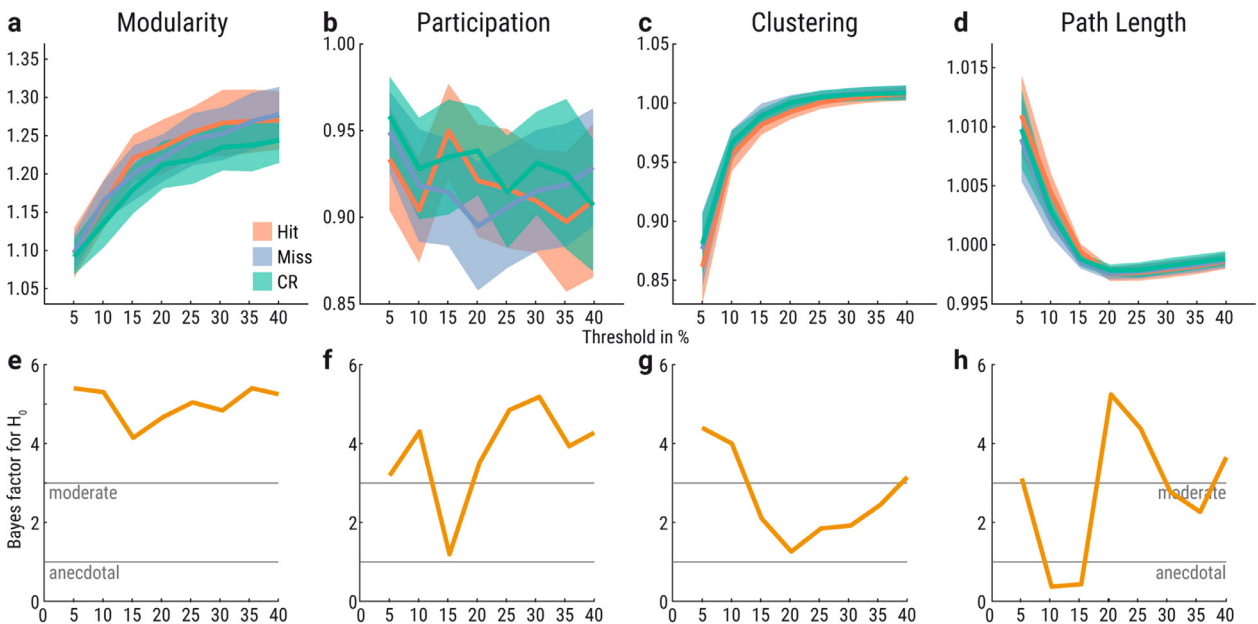 a Modularity b Participation c Clustering d Path Length
1.35
1.30
1.25
1.20
1.15
1.10
1.05
Hit
Miss
CR
5 10 15 20 25 30 35 40
1.00
0.95
0.90
0.85
5 10 15 20 25 30 35 40
1.05
1.00
0.95
0.90
0.85
5 10 15 20 25 30 35 40
1.015
1.010
1.005
1.000
0.995
5 10 15 20 25 30 35 40
Threshold in %
e f g h
Bayes factor for H0
6
4
2
0
moderate
anecdotal
0 5 10 15 20 25 30 35 40
6
4
2
0
0 5 10 15 20 25 30 35 40
6
4
2
0
0 5 10 15 20 25 30 35 40
6
4
2
0
moderate
anecdotal
0 5 10 15 20 25 30 35 40